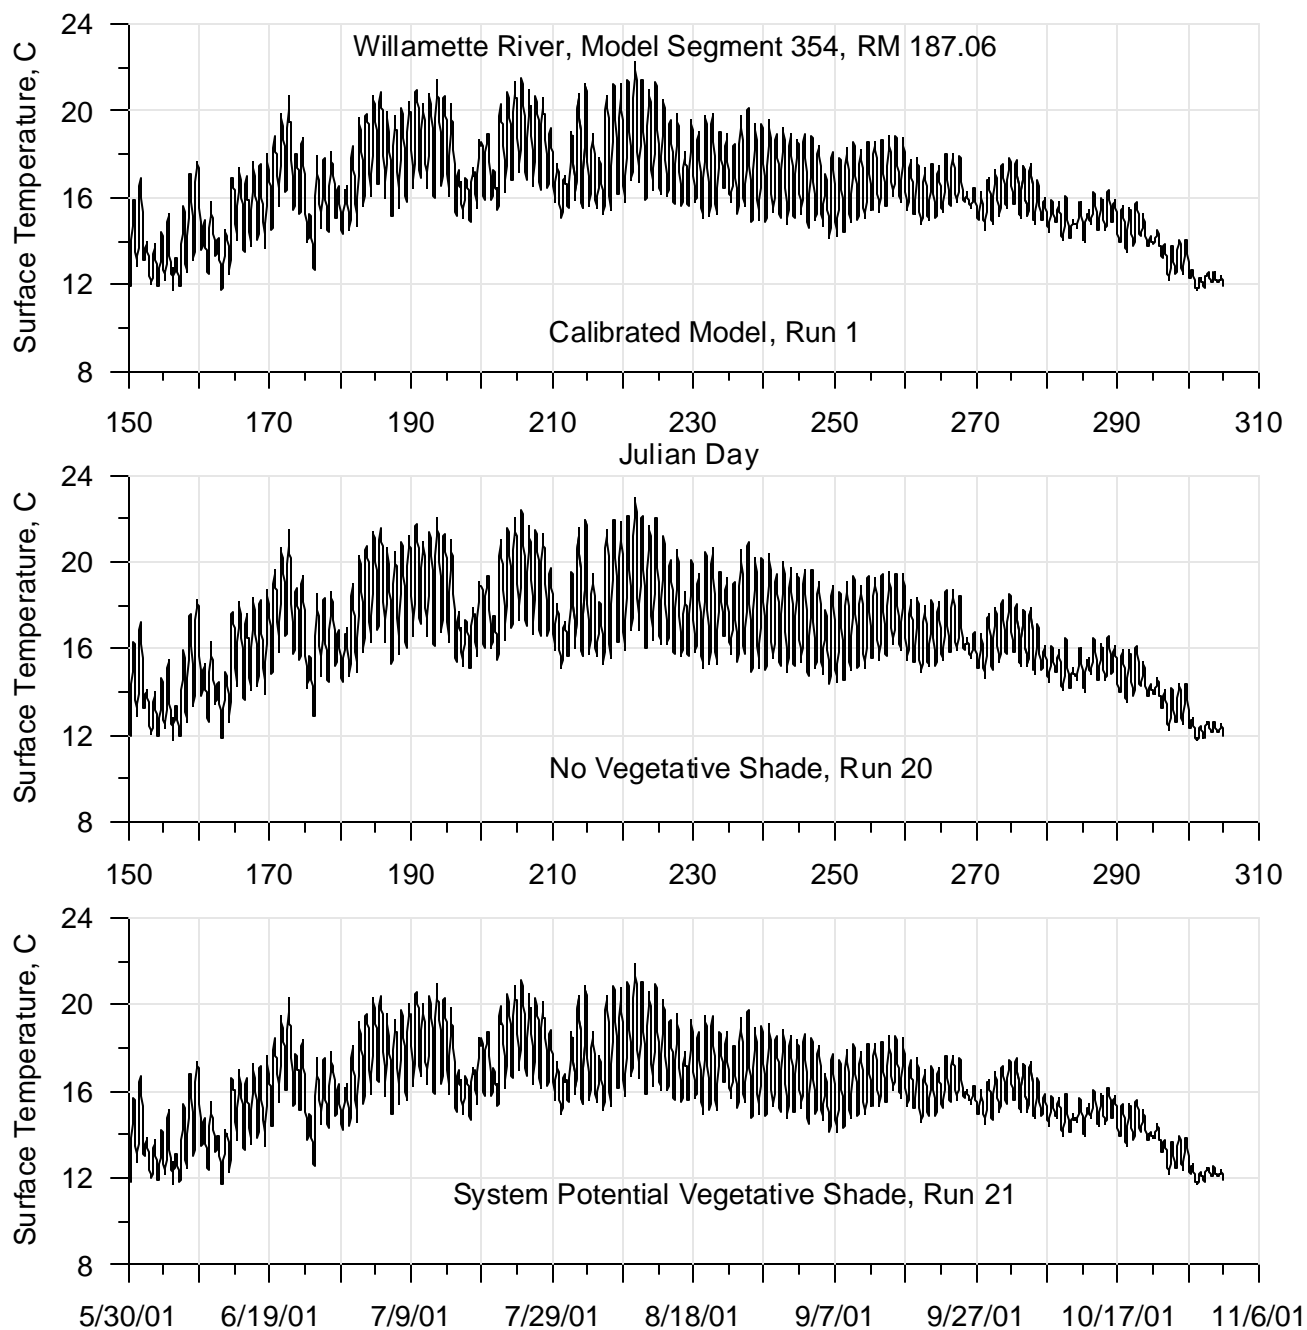 24
Willamette River, Model Segment 354, RM 187.06
20
16
12
8
Surface Temperature, C
Calibrated Model, Run 1
150 170 190 210 230 250 270 290 310
Julian Day
24
20
16
12
8
Surface Temperature, C
No Vegetative Shade, Run 20
150 170 190 210 230 250 270 290 310
24
20
16
12
8
Surface Temperature, C
System Potential Vegetative Shade, Run 21
5/30/01 6/19/01 7/9/01 7/29/01 8/18/01 9/7/01 9/27/01 10/17/01 11/6/01